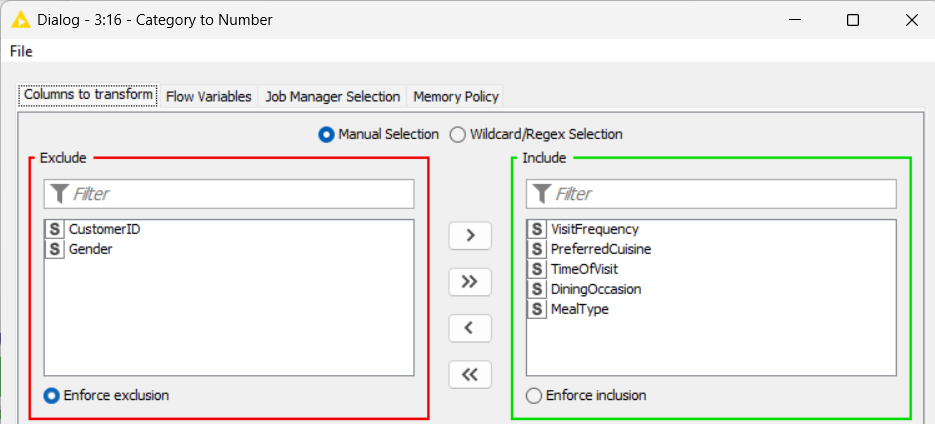 Dialog - 3:16 - Category to Number
File
Columns to transform Flow Variables Job Manager Selection Memory Policy
Manual Selection Wildcard/Regex Selection
Exclude
Filter
S CustomerID
S Gender
Enforce exclusion
>
»
<
«
Include
Filter
S VisitFrequency
S PreferredCuisine
S TimeOfVisit
S DiningOccasion
S MealType
Enforce inclusion